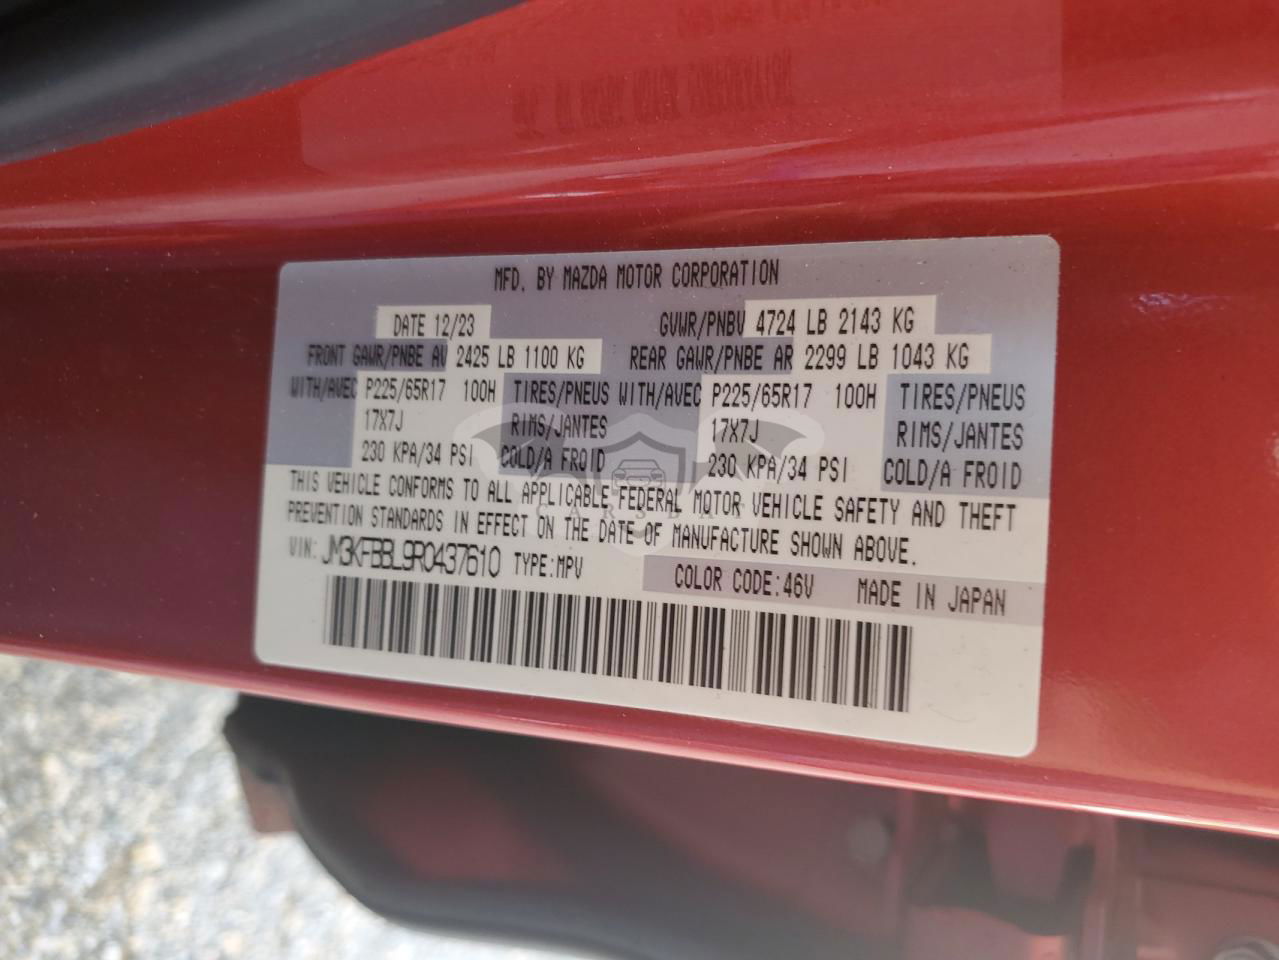 MFD. BY MAZDA MOTOR CORPORATION
DATE 12/23 GVWR/PNBV 4724 LB 2143 KG
FRONT GAWR/PNBE AV 2425 LB 1100 KG REAR GAWR/PNBE AR 2299 LB 1043 KG
WITH/AVEC P225/65R17 100H TIRES/PNEUS WITH/AVEC P225/65R17 100H TIRES/PNEUS
17X7J RIMS/JANTES 17X7J RIMS/JANTES
230 KPA/34 PSI COLD/A FROID 230 KPA/34 PSI COLD/A FROID
THIS VEHICLE CONFORMS TO ALL APPLICABLE FEDERAL MOTOR VEHICLE SAFETY AND THEFT
PREVENTION STANDARDS IN EFFECT ON THE DATE OF MANUFACTURE SHOWN ABOVE.
VIN: JM3KFBBL9R0437610 TYPE:MPV
COLOR CODE:46V MADE IN JAPAN